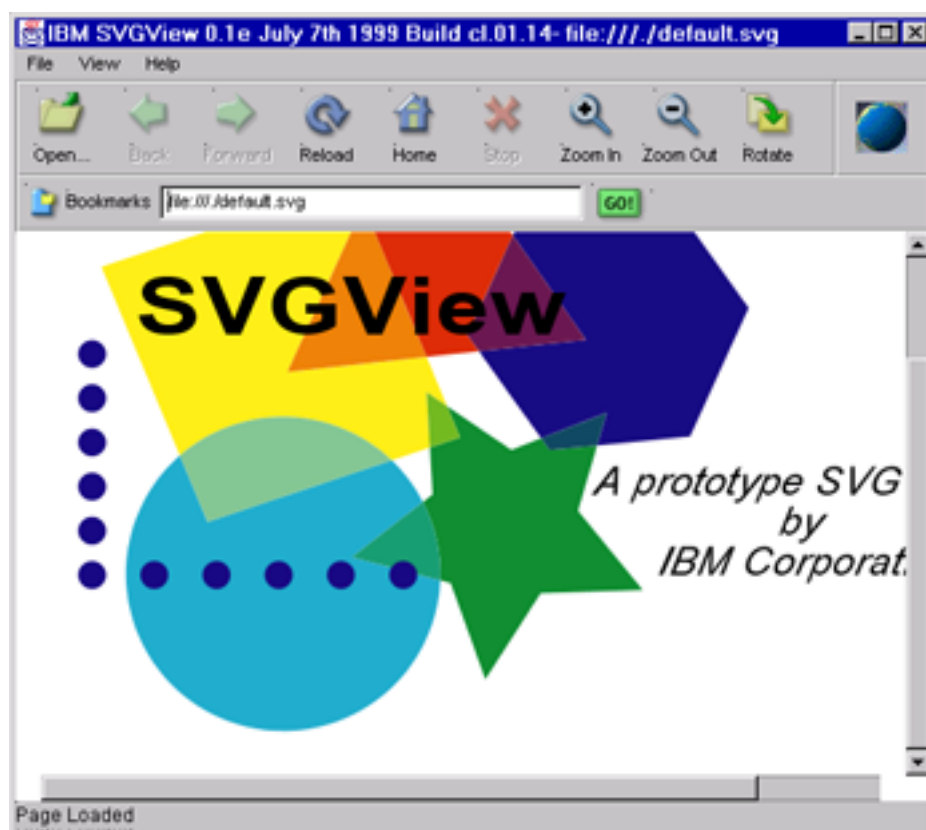 IBM SVGView 0.1e July 7th 1999 Build cl.01.14- file:///./default.svg
File View Help
Open... Back Forward Reload Home Stop Zoom In Zoom Out Rotate
Bookmarks file:///./default.svg GO!
SVGView
A prototype SVG
by
IBM Corporat
Page Loaded